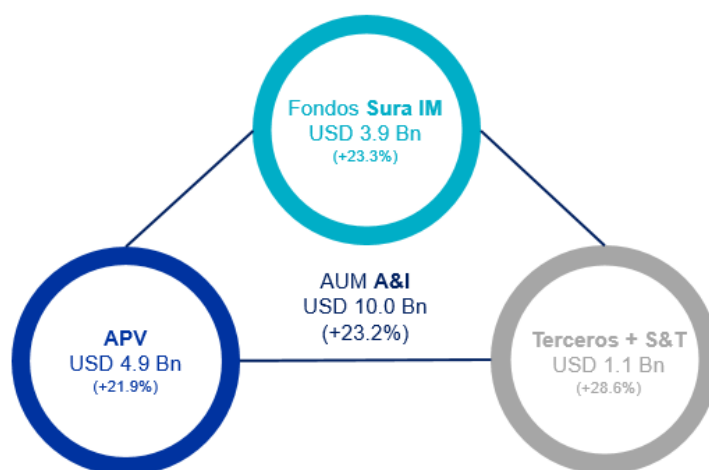 Fondos Sura IM
USD 3.9 Bn
(+23.3%)
AUM A&I
USD 10.0 Bn
(+23.2%)
APV
USD 4.9 Bn
(+21.9%)
Terceros + S&T
USD 1.1 Bn
(+28.6%)